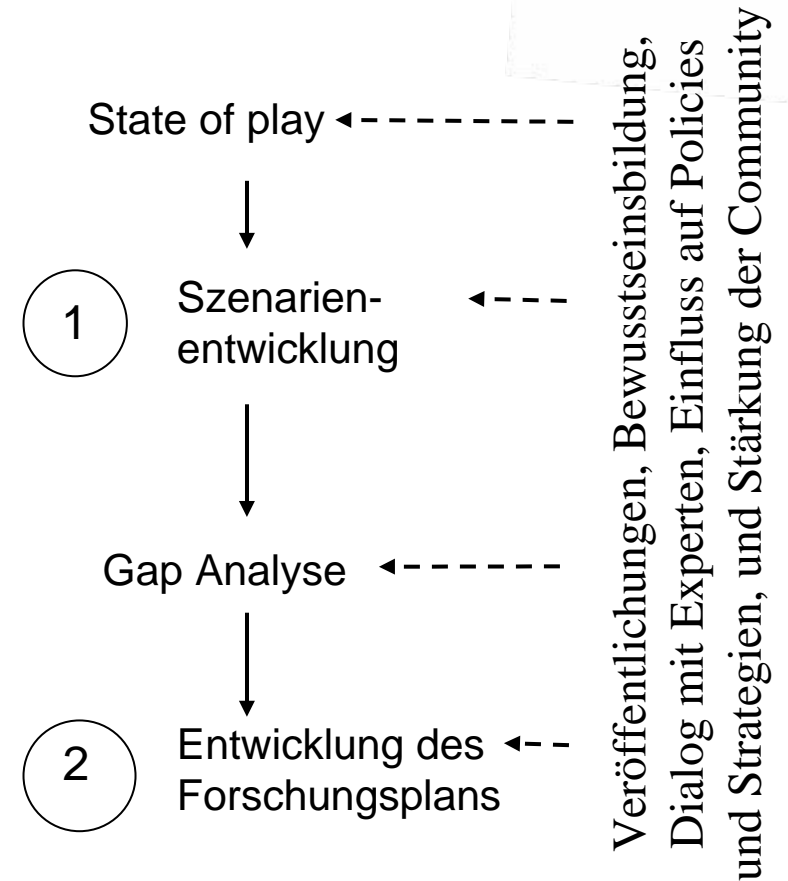 State of play
1
Szenarien-
entwicklung
Gap Analyse
2
Entwicklung des
Forschungsplans
Veröffentlichungen, Bewusstseinsbildung,
Dialog mit Experten, Einfluss auf Policies
und Strategien, und Stärkung der Community